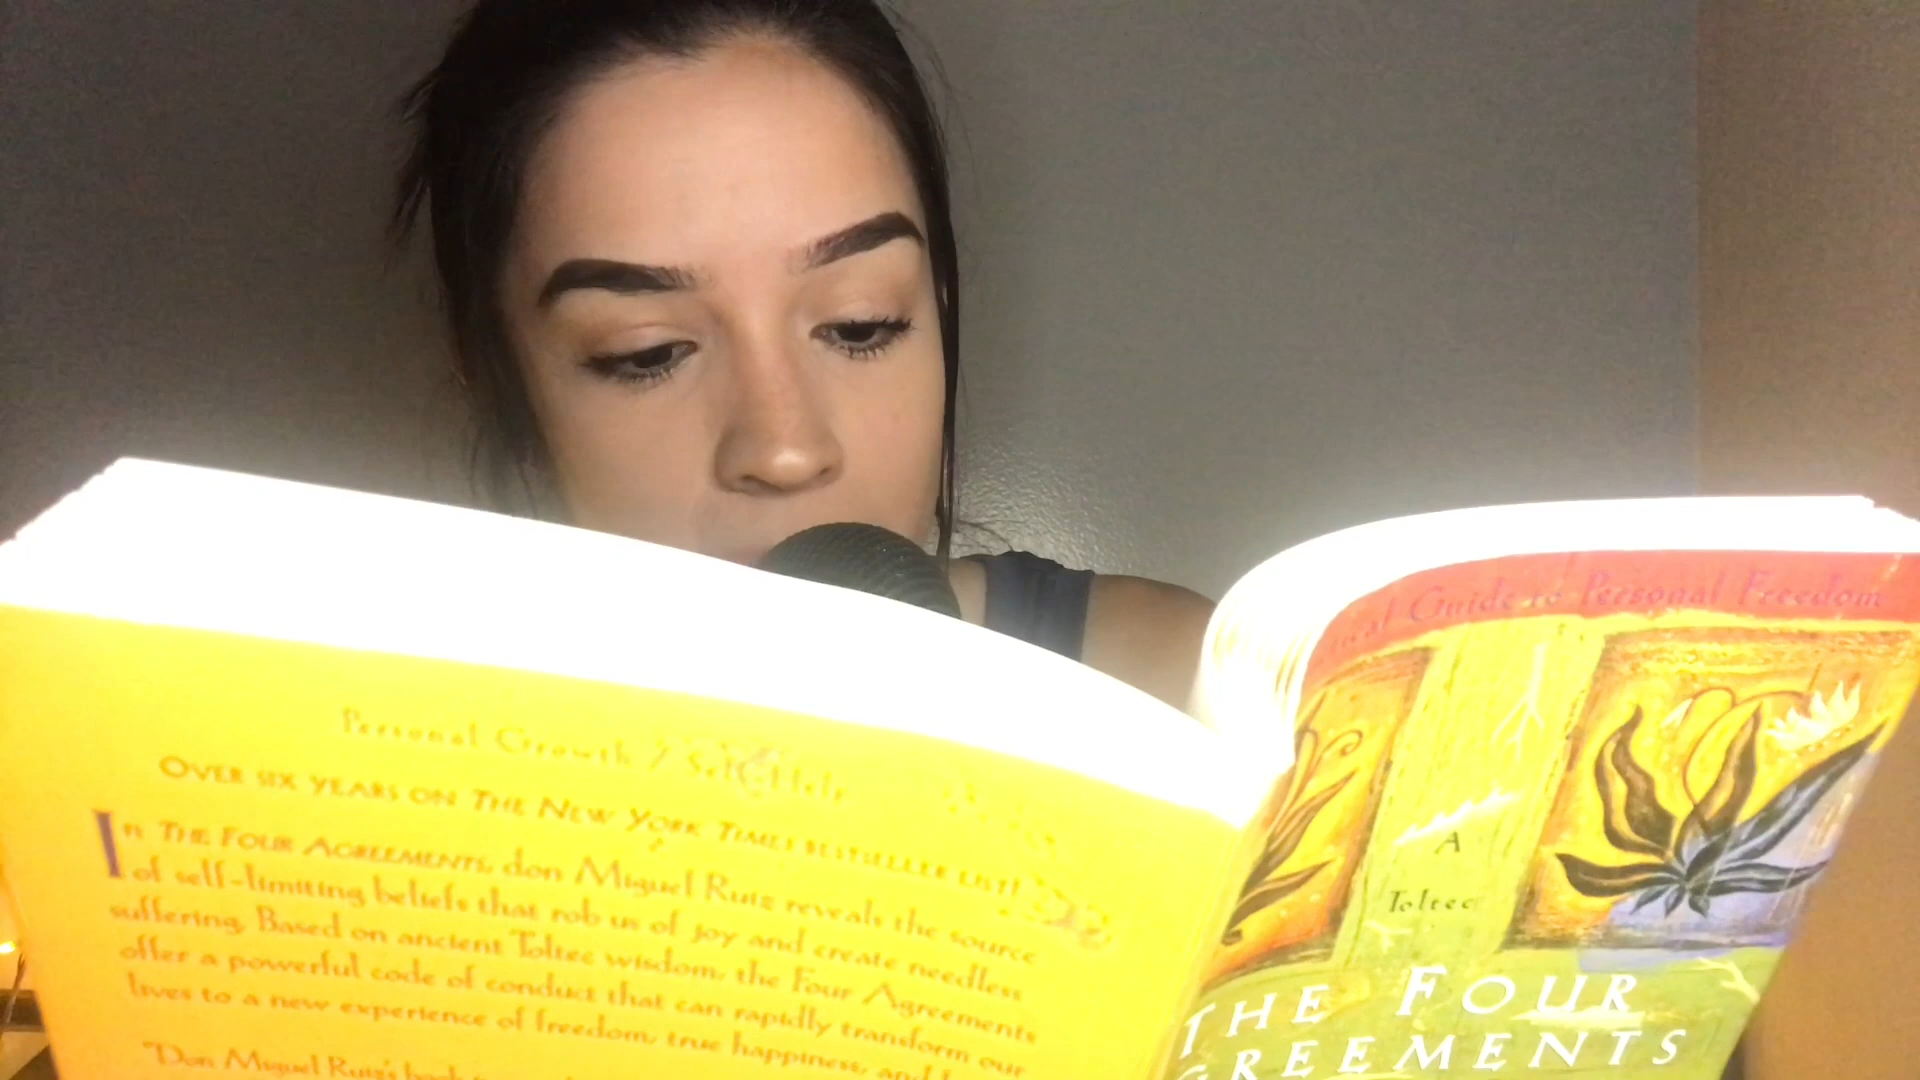 Personal Growth / Self-Help
OVER SIX YEARS ON THE NEW YORK TIMES BESTSELLER LIST!
In THE FOUR AGREEMENTS, don Miguel Ruiz reveals the source
of self-limiting beliefs that rob us of joy and create needless
suffering. Based on ancient Toltec wisdom, the Four Agreements
offer a powerful code of conduct that can rapidly transform our
lives to a new experience of freedom, true happiness, and
"Don Miguel Ruiz's book
Guide to Personal Freedom
A
Toltec
THE FOUR
GREEMENTS